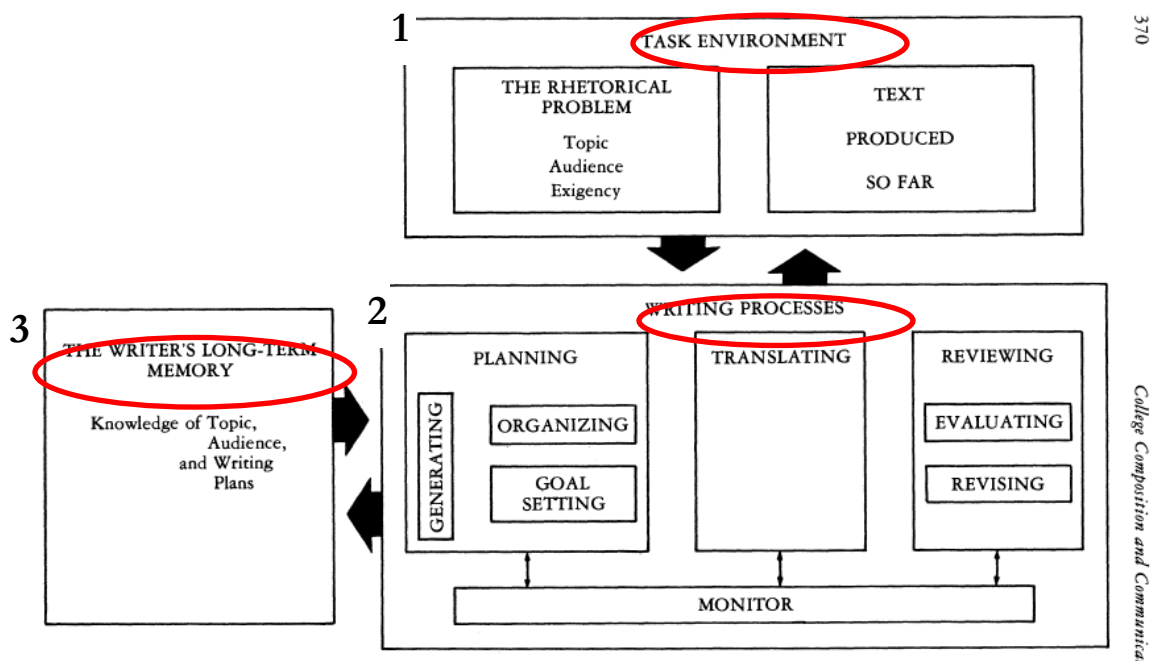 370
1
TASK ENVIRONMENT
THE RHETORICAL
PROBLEM
Topic
Audience
Exigency
TEXT
PRODUCED
SO FAR
3
THE WRITER'S LONG-TERM
MEMORY
Knowledge of Topic,
Audience,
and Writing
Plans
2
WRITING PROCESSES
PLANNING
GENERATING
ORGANIZING
GOAL
SETTING
TRANSLATING
REVIEWING
EVALUATING
REVISING
MONITOR
College Composition and Communica